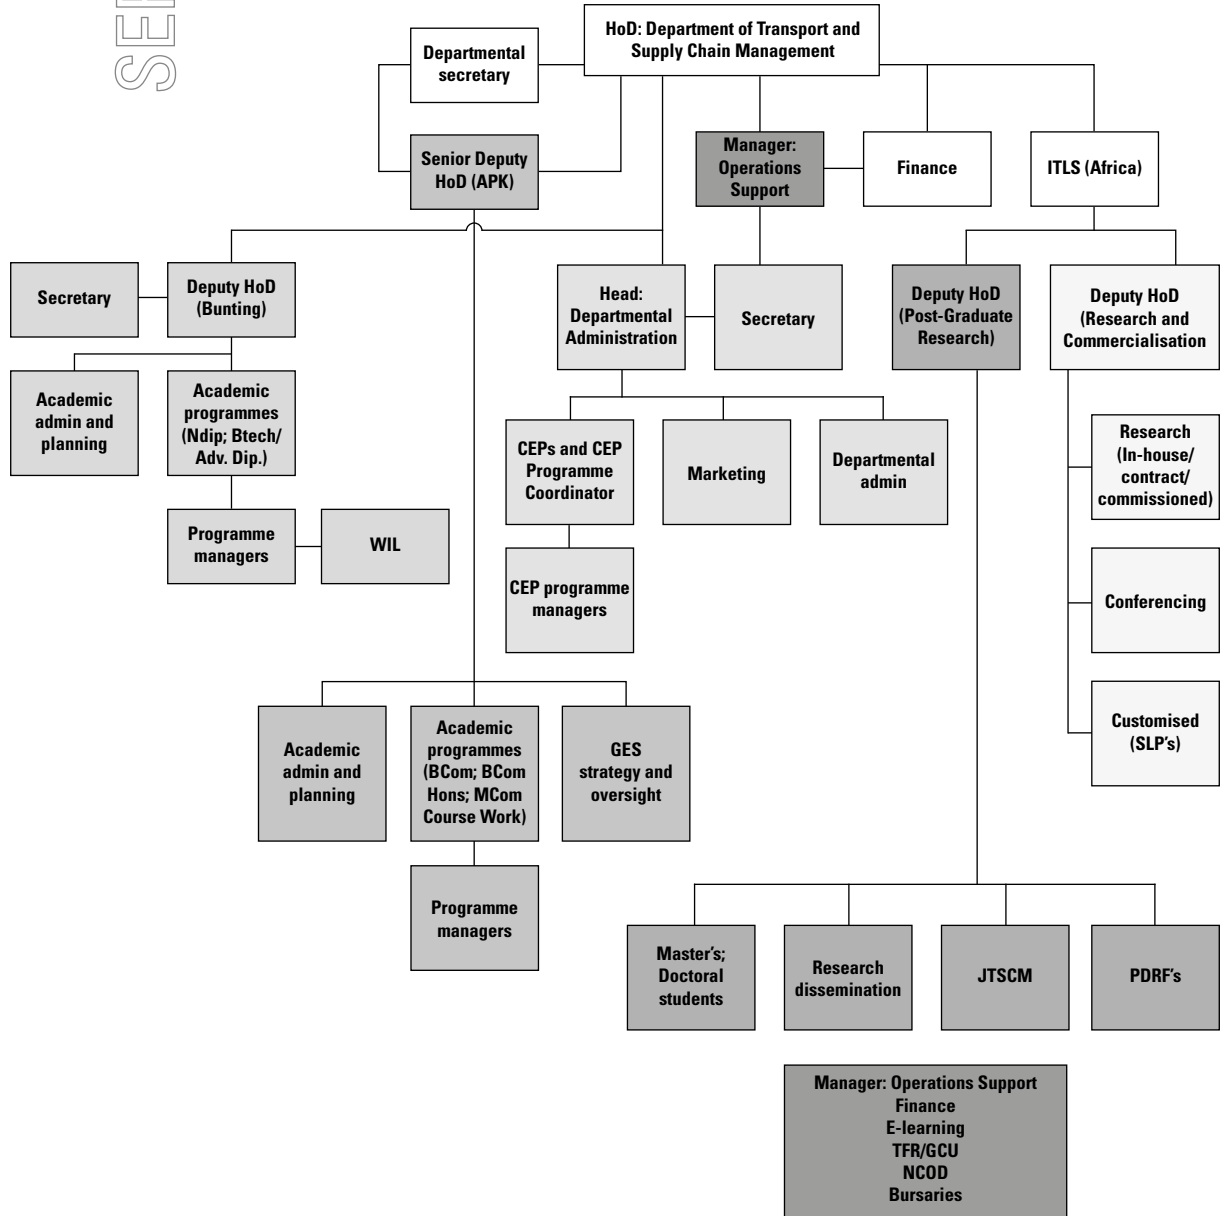 SER
HoD: Department of Transport and
Supply Chain Management
Departmental
secretary
Senior Deputy
HoD (APK)
Manager:
Operations
Support
Finance
ITLS (Africa)
Secretary
Deputy HoD
(Bunting)
Head:
Departmental
Administration
Secretary
Deputy HoD
(Post-Graduate
Research)
Deputy HoD
(Research and
Commercialisation
Academic
admin and
planning
Academic
programmes
(Ndip; Btech/
Adv. Dip.)
CEPs and CEP
Programme
Coordinator
Marketing
Departmental
admin
Research
(In-house/
contract/
commissioned)
Programme
managers
WIL
CEP programme
managers
Conferencing
Customised
(SLP's)
Academic
admin and
planning
Academic
programmes
(BCom; BCom
Hons; MCom
Course Work)
GES
strategy and
oversight
Programme
managers
Master's;
Doctoral
students
Research
dissemination
JTSCM
PDRF's
Manager: Operations Support
Finance
E-learning
TFR/GCU
NCOD
Bursaries